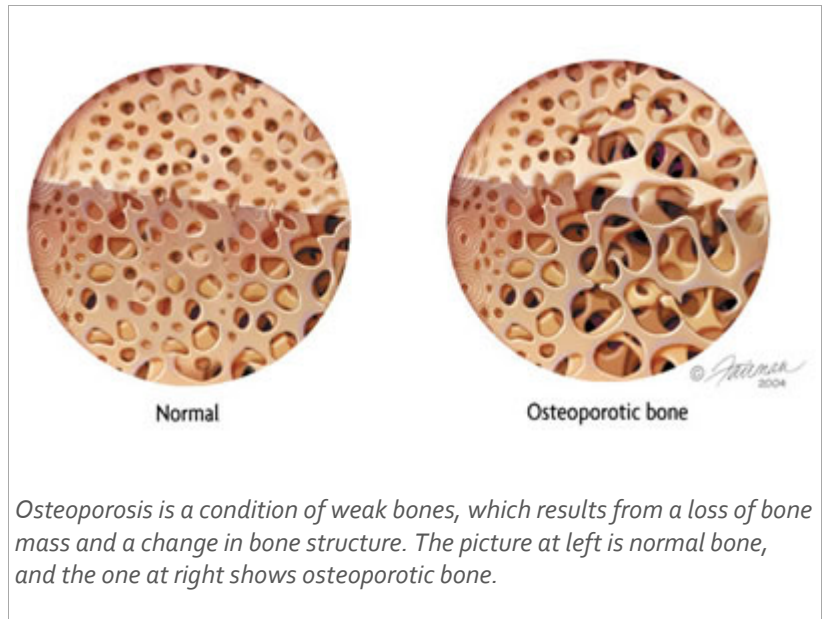 © 2004
Normal
Osteoporotic bone
Osteoporosis is a condition of weak bones, which results from a loss of bone
mass and a change in bone structure. The picture at left is normal bone,
and the one at right shows osteoporotic bone.